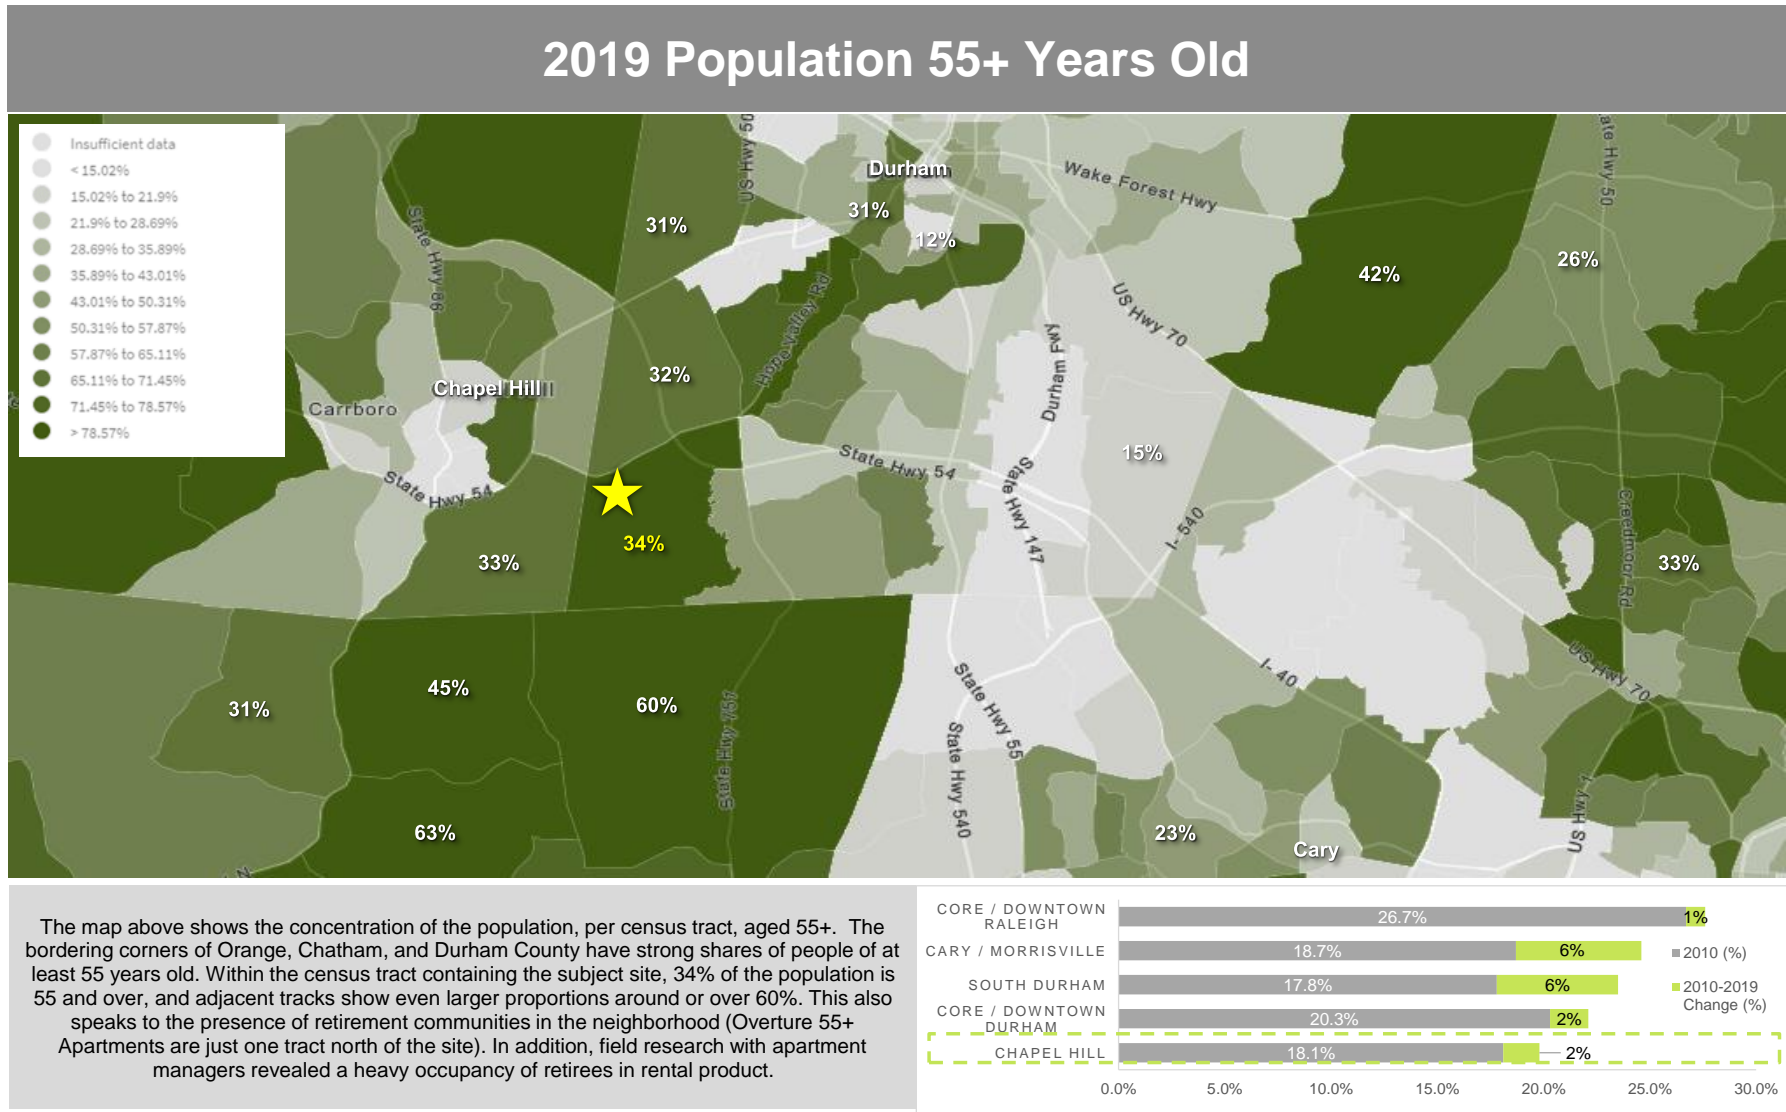 2019 Population 55+ Years Old
Insufficient data
< 15.02%
15.02% to 21.9%
21.9% to 28.69%
28.69% to 35.89%
35.89% to 43.01%
43.01% to 50.31%
50.31% to 57.87%
57.87% to 65.11%
65.11% to 71.45%
71.45% to 78.57%
> 78.57%
US Hwy 50
Durham
Wake Forest Hwy
ate Hwy 50
State Hwy 86
31%
31%
12%
42%
26%
Hope Valley Rd
US Hwy 70
Durham Fwy
32%
Chapel Hill
Carrboro
State Hwy 54
State Hwy 54
State Hwy 147
15%
I- 540
Creedmoor Rd
34%
33%
33%
45%
31%
60%
State Hwy 751
State Hwy 55
State Hwy 540
I- 40
US Hwy 70
US Hwy 1
63%
23%
Cary
The map above shows the concentration of the population, per census tract, aged 55+. The
bordering corners of Orange, Chatham, and Durham County have strong shares of people of at
least 55 years old. Within the census tract containing the subject site, 34% of the population is
55 and over, and adjacent tracks show even larger proportions around or over 60%. This also
speaks to the presence of retirement communities in the neighborhood (Overture 55+
Apartments are just one tract north of the site). In addition, field research with apartment
managers revealed a heavy occupancy of retirees in rental product.
CORE / DOWNTOWN
RALEIGH
26.7%
1%
CARY / MORRISVILLE
18.7%
6%
SOUTH DURHAM
17.8%
6%
CORE / DOWNTOWN
DURHAM
20.3%
2%
CHAPEL HILL
18.1%
2%
2010 (%)
2010-2019
Change (%)
0.0%
5.0%
10.0%
15.0%
20.0%
25.0%
30.0%